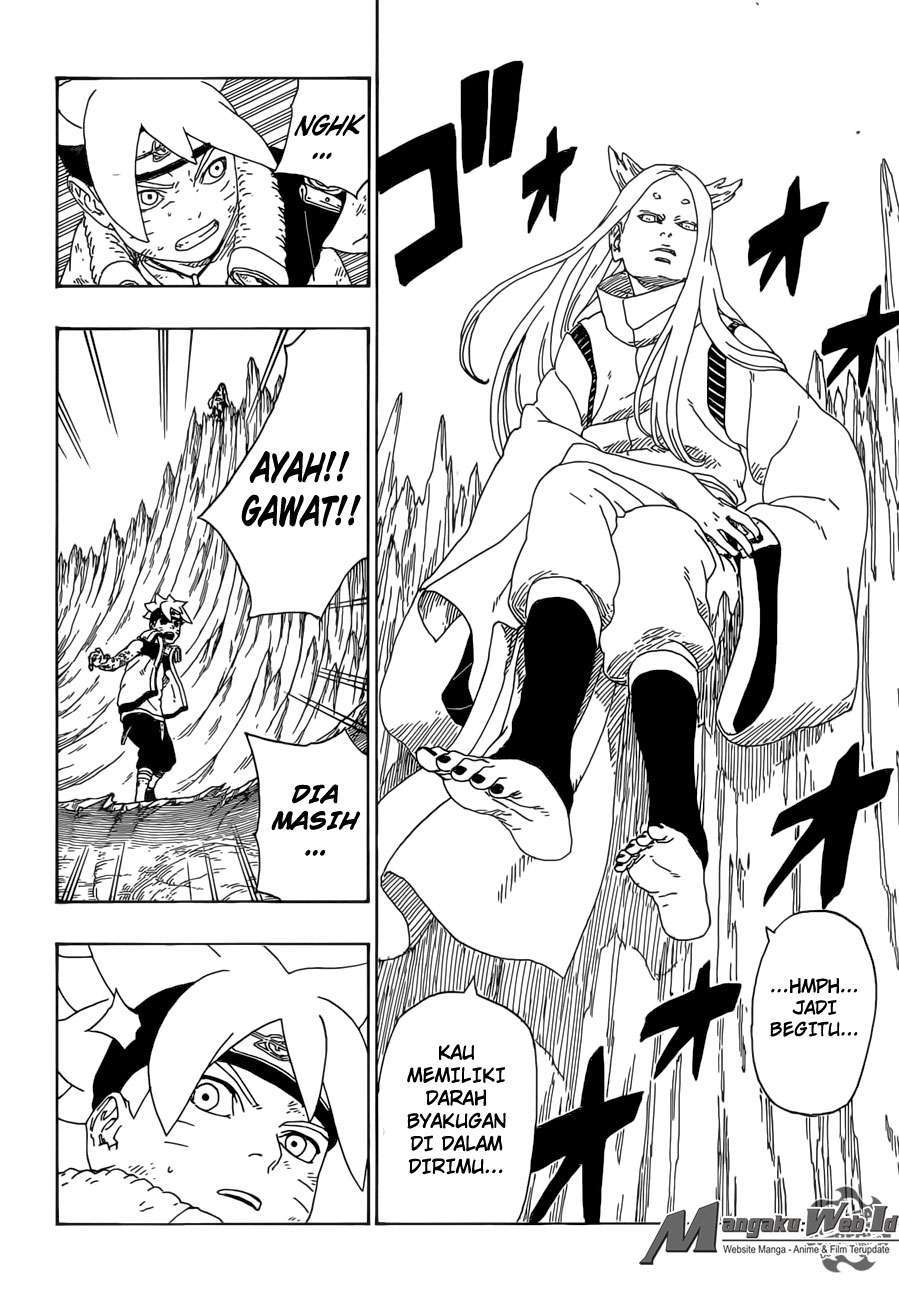 ゴ
オ
オ
オ
オ
オ
オ
...HMPH...
JADI
BEGITU...
KAU
MEMILIKI
DARAH
BYAKUGAN
DI DALAM
DIRIMU...
NGHK
...
AYAH!!
GAWAT!!
DIA
MASIH
...
Mangaku.Web.Id
Website Manga - Anime & Film Terupdate